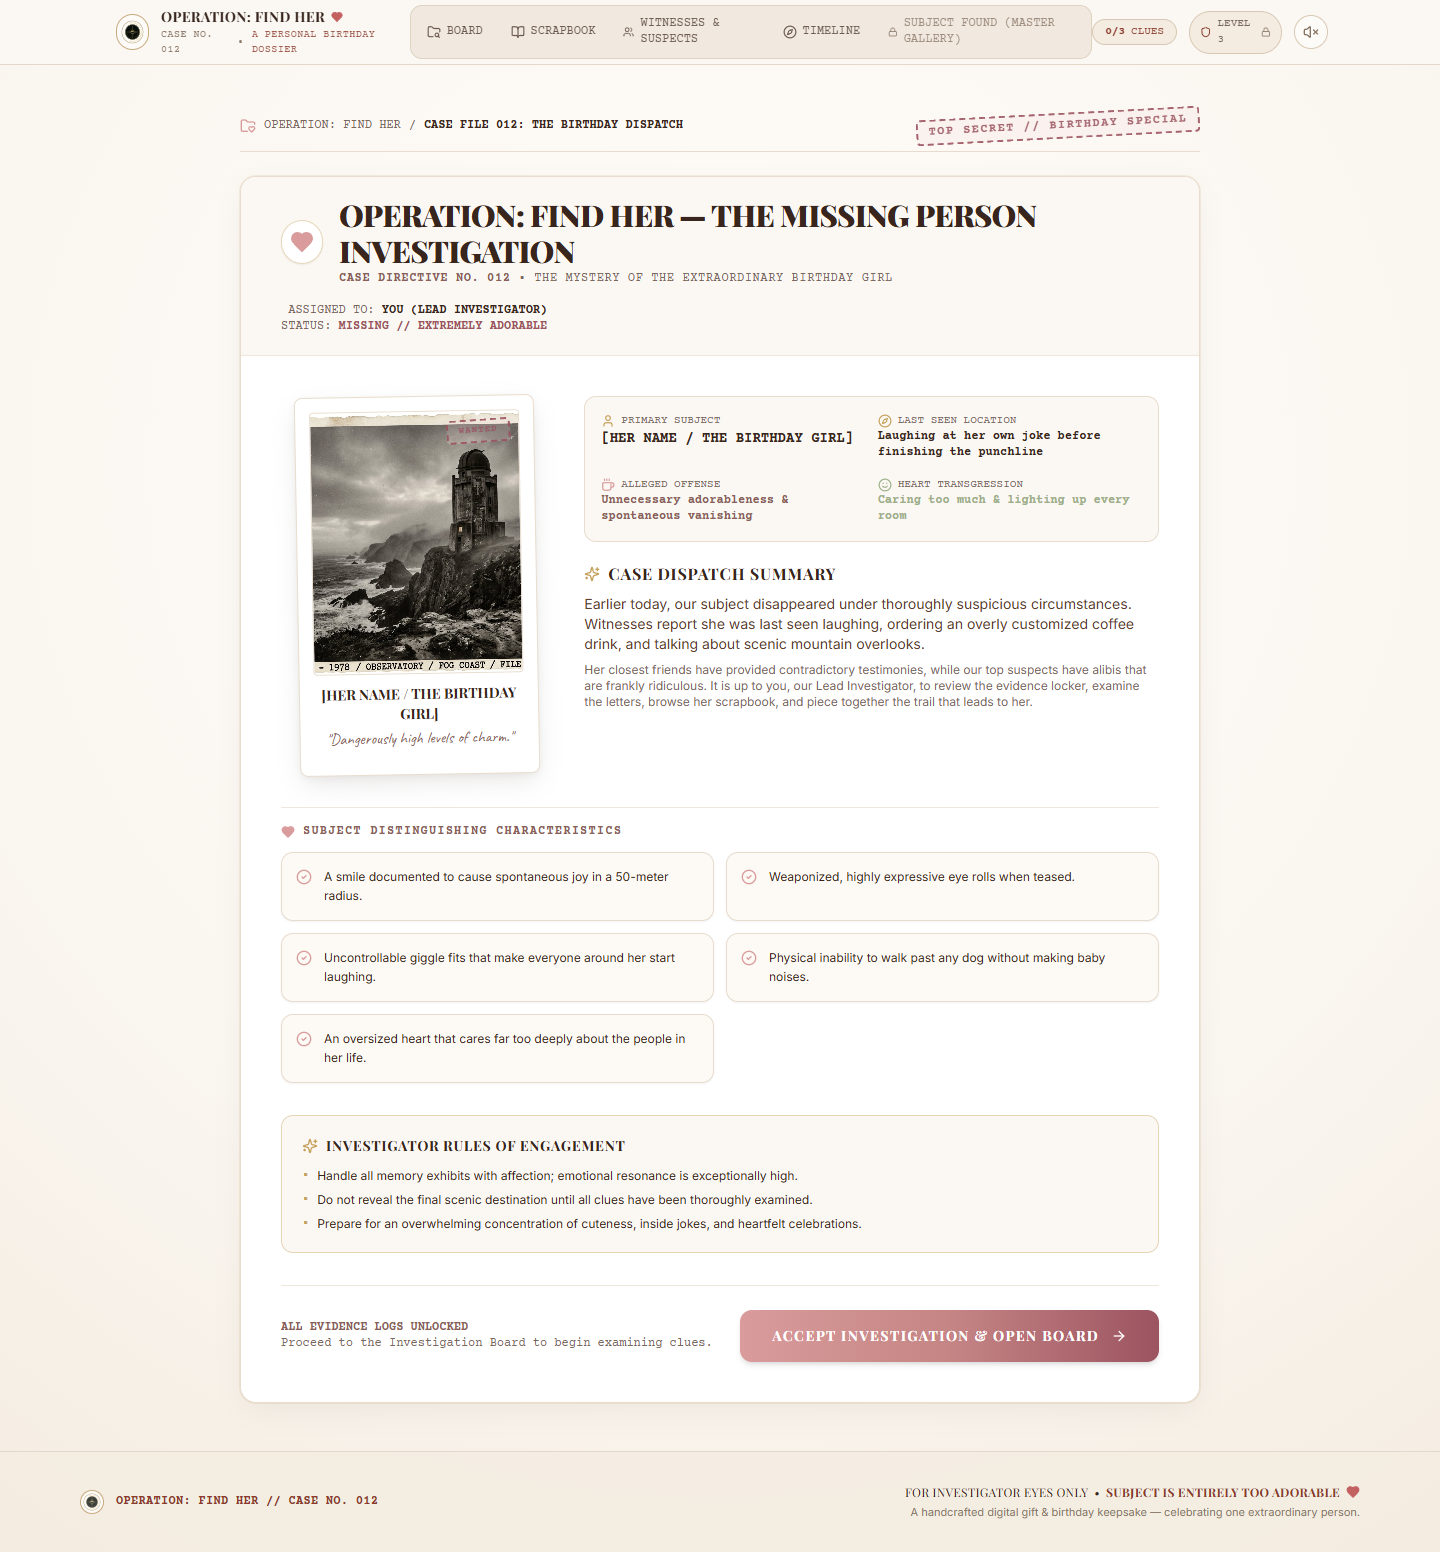 OPERATION: FIND HER
CASE NO. 012 • A PERSONAL BIRTHDAY DOSSIER
BOARD
SCRAPBOOK
WITNESSES & SUSPECTS
TIMELINE
SUBJECT FOUND (MASTER GALLERY)
0/3 CLUES
LEVEL 3
OPERATION: FIND HER / CASE FILE 012: THE BIRTHDAY DISPATCH
TOP SECRET // BIRTHDAY SPECIAL
OPERATION: FIND HER — THE MISSING PERSON
INVESTIGATION
CASE DIRECTIVE NO. 012 • THE MYSTERY OF THE EXTRAORDINARY BIRTHDAY GIRL
ASSIGNED TO: YOU (LEAD INVESTIGATOR)
STATUS: MISSING // EXTREMELY ADORABLE
WANTED
- 1978 / OBSERVATORY / FOG COAST / FILE
[HER NAME / THE BIRTHDAY
GIRL]
"Dangerously high levels of charm."
PRIMARY SUBJECT
[HER NAME / THE BIRTHDAY GIRL]
LAST SEEN LOCATION
Laughing at her own joke before
finishing the punchline
ALLEGED OFFENSE
Unnecessary adorableness &
spontaneous vanishing
HEART TRANSGRESSION
Caring too much & lighting up every
room
CASE DISPATCH SUMMARY
Earlier today, our subject disappeared under thoroughly suspicious circumstances.
Witnesses report she was last seen laughing, ordering an overly customized coffee
drink, and talking about scenic mountain overlooks.
Her closest friends have provided contradictory testimonies, while our top suspects have alibis that
are frankly ridiculous. It is up to you, our Lead Investigator, to review the evidence locker, examine
the letters, browse her scrapbook, and piece together the trail that leads to her.
SUBJECT DISTINGUISHING CHARACTERISTICS
A smile documented to cause spontaneous joy in a 50-meter
radius.
Weaponized, highly expressive eye rolls when teased.
Uncontrollable giggle fits that make everyone around her start
laughing.
Physical inability to walk past any dog without making baby
noises.
An oversized heart that cares far too deeply about the people in
her life.
INVESTIGATOR RULES OF ENGAGEMENT
Handle all memory exhibits with affection; emotional resonance is exceptionally high.
Do not reveal the final scenic destination until all clues have been thoroughly examined.
Prepare for an overwhelming concentration of cuteness, inside jokes, and heartfelt celebrations.
ALL EVIDENCE LOGS UNLOCKED
Proceed to the Investigation Board to begin examining clues.
ACCEPT INVESTIGATION & OPEN BOARD →
OPERATION: FIND HER // CASE NO. 012
FOR INVESTIGATOR EYES ONLY • SUBJECT IS ENTIRELY TOO ADORABLE
A handcrafted digital gift & birthday keepsake — celebrating one extraordinary person.